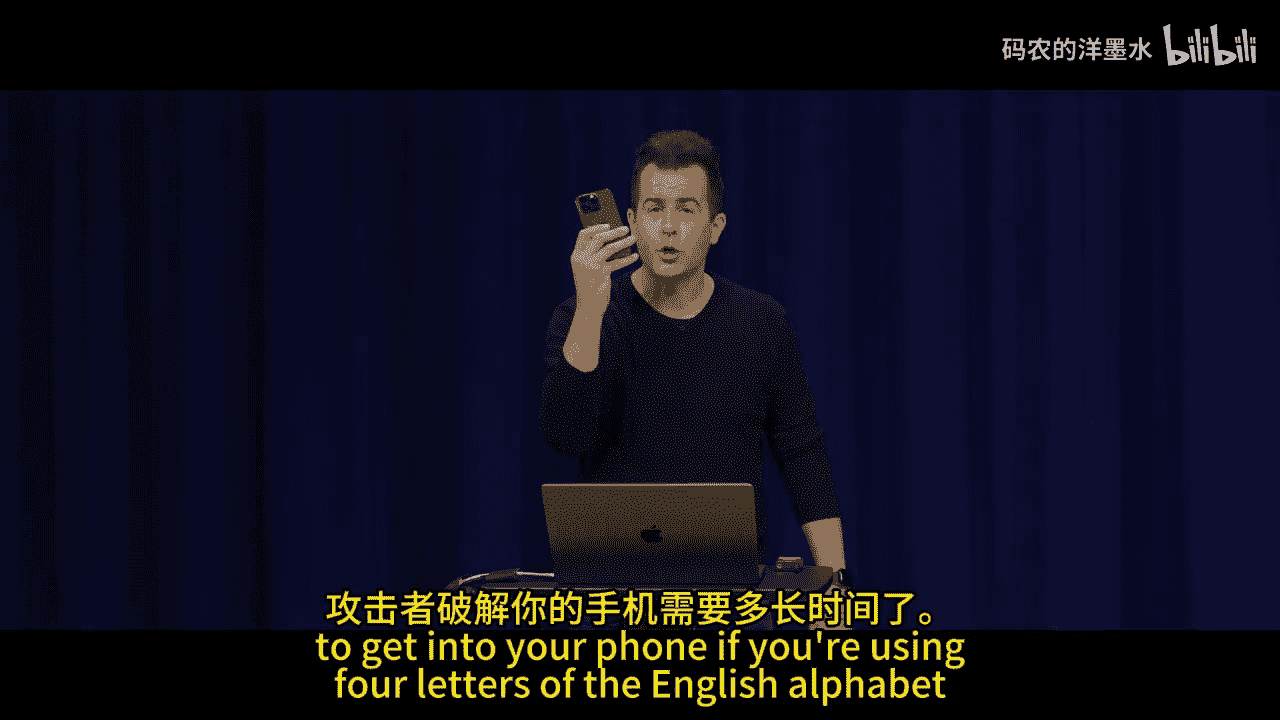 码农的洋墨水 bilibili
攻击者破解你的手机需要多长时间了。
to get into your phone if you're using
four letters of the English alphabet